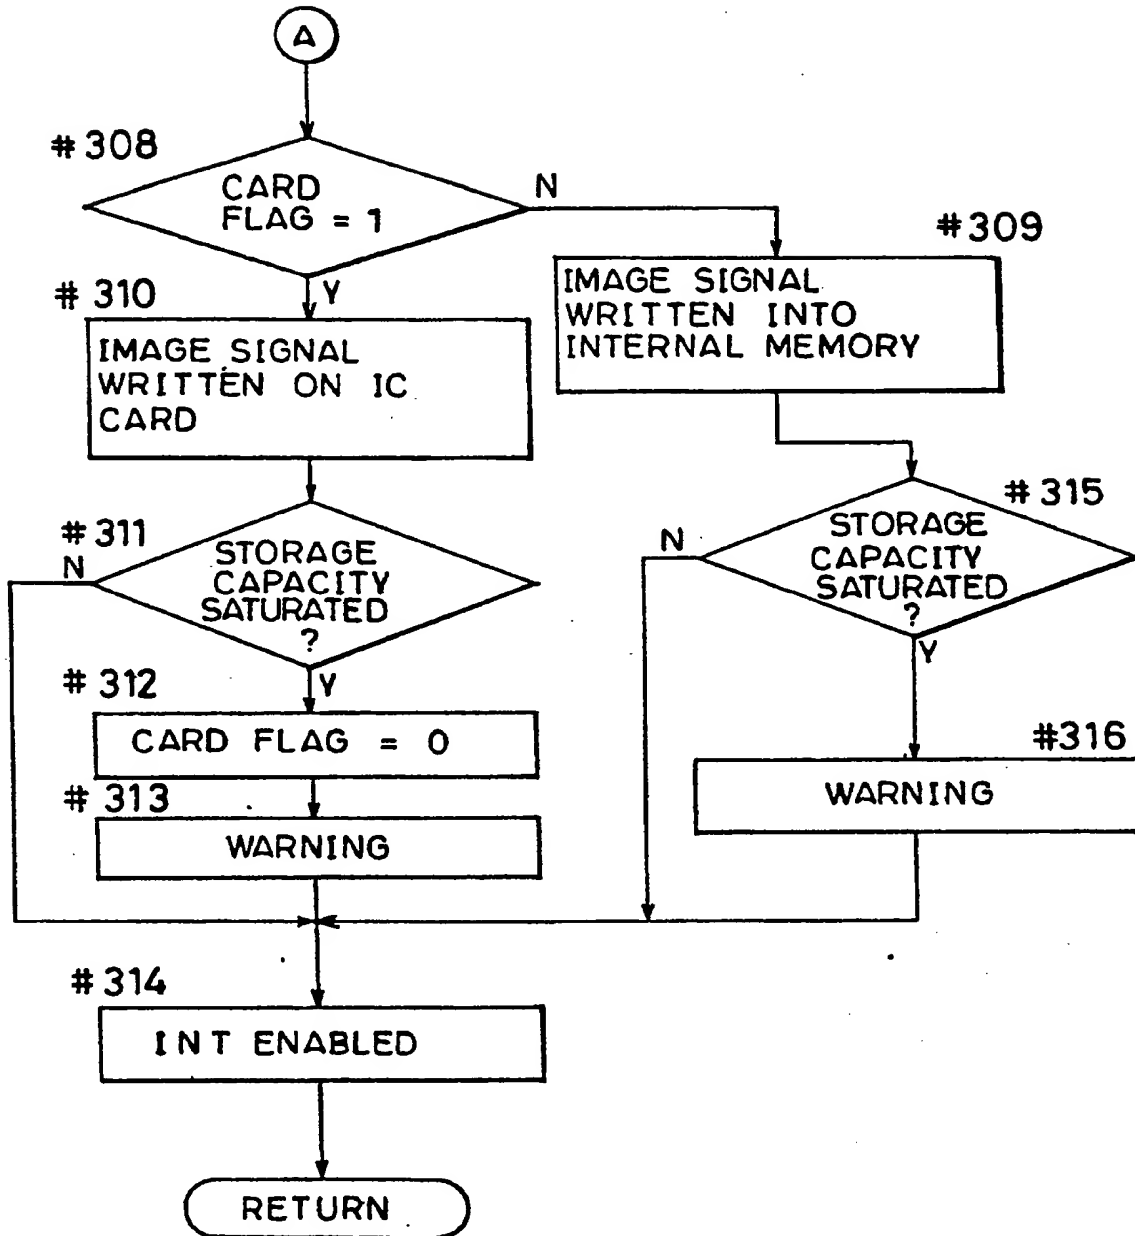 A
#308
CARD
FLAG = 1
N
Y
#309
IMAGE SIGNAL
WRITTEN INTO
INTERNAL MEMORY
#310
IMAGE SIGNAL
WRITTEN ON IC
CARD
#311
N
STORAGE
CAPACITY
SATURATED
?
Y
#315
N
STORAGE
CAPACITY
SATURATED
?
Y
#312
CARD FLAG = 0
#313
WARNING
#316
WARNING
#314
INT ENABLED
RETURN